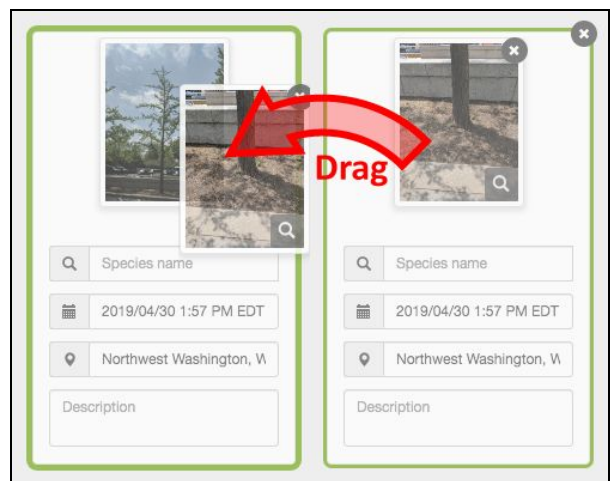 Drag
Species name
2019/04/30 1:57 PM EDT
Northwest Washington, W
Description
Species name
2019/04/30 1:57 PM EDT
Northwest Washington, W
Description